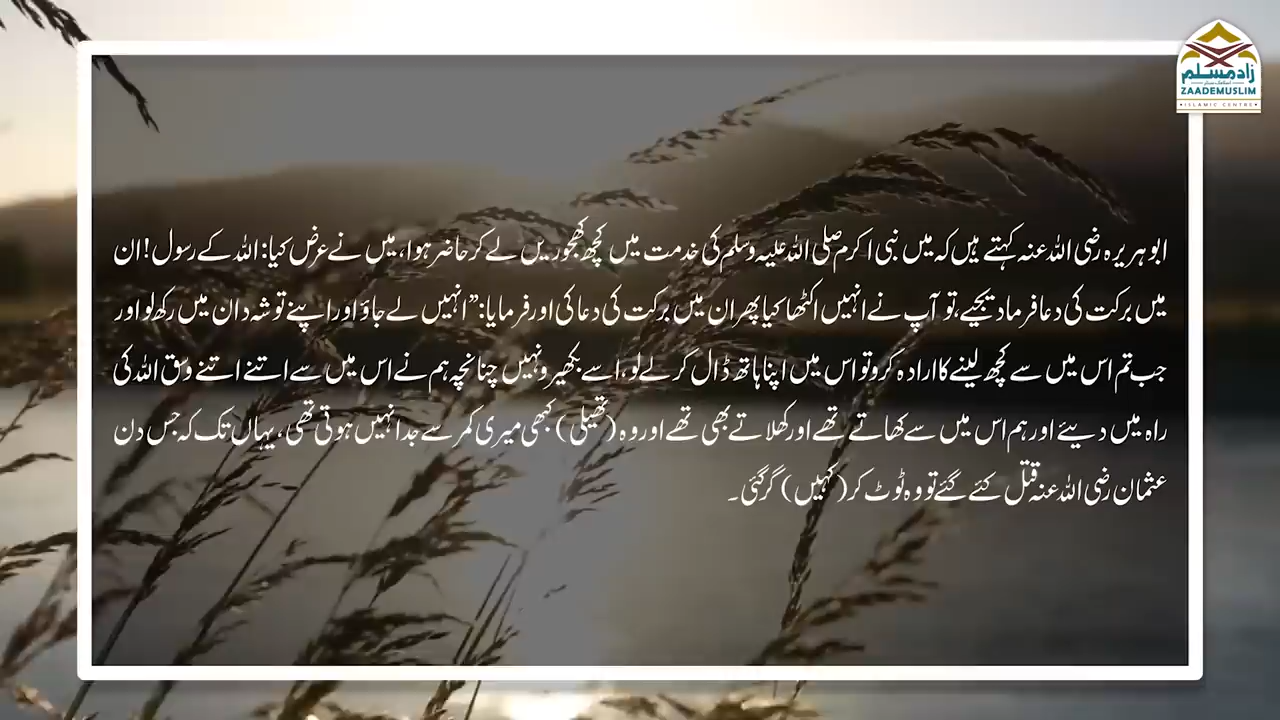 زاد مسلم
ZAADEMUSLIM
ISLAMIC CENTRE
ابوہریرہ رضی اللہ عنہ کہتے ہیں کہ میں نبی اکرم صلی اللہ علیہ وسلم کی خدمت میں کچھ کھجوریں لے کر حاضر ہوا، میں نے عرض کیا: اللہ کے رسول! ان
میں برکت کی دعا فرما دیجیے، تو آپ نے انہیں اکٹھا کیا پھر ان میں برکت کی دعا کی اور فرمایا: ”انہیں لے جاؤ اور اپنے توشہ دان میں رکھ لو اور
جب تم اس میں سے کچھ لینے کا ارادہ کرو تو اس میں اپنا ہاتھ ڈال کر لے لو، اسے بکھیرو نہیں چنانچہ ہم نے اس میں سے اتنے اتنے وسق اللہ کی
راہ میں دیئے اور ہم اس میں سے کھاتے تھے اور کھلاتے بھی تھے اور وہ (تھیلی) کبھی میری کمر سے جدا نہیں ہوتی تھی، یہاں تک کہ جس دن
عثمان رضی اللہ عنہ قتل کئے گئے تو وہ ٹوٹ کر (کہیں) گر گئی۔